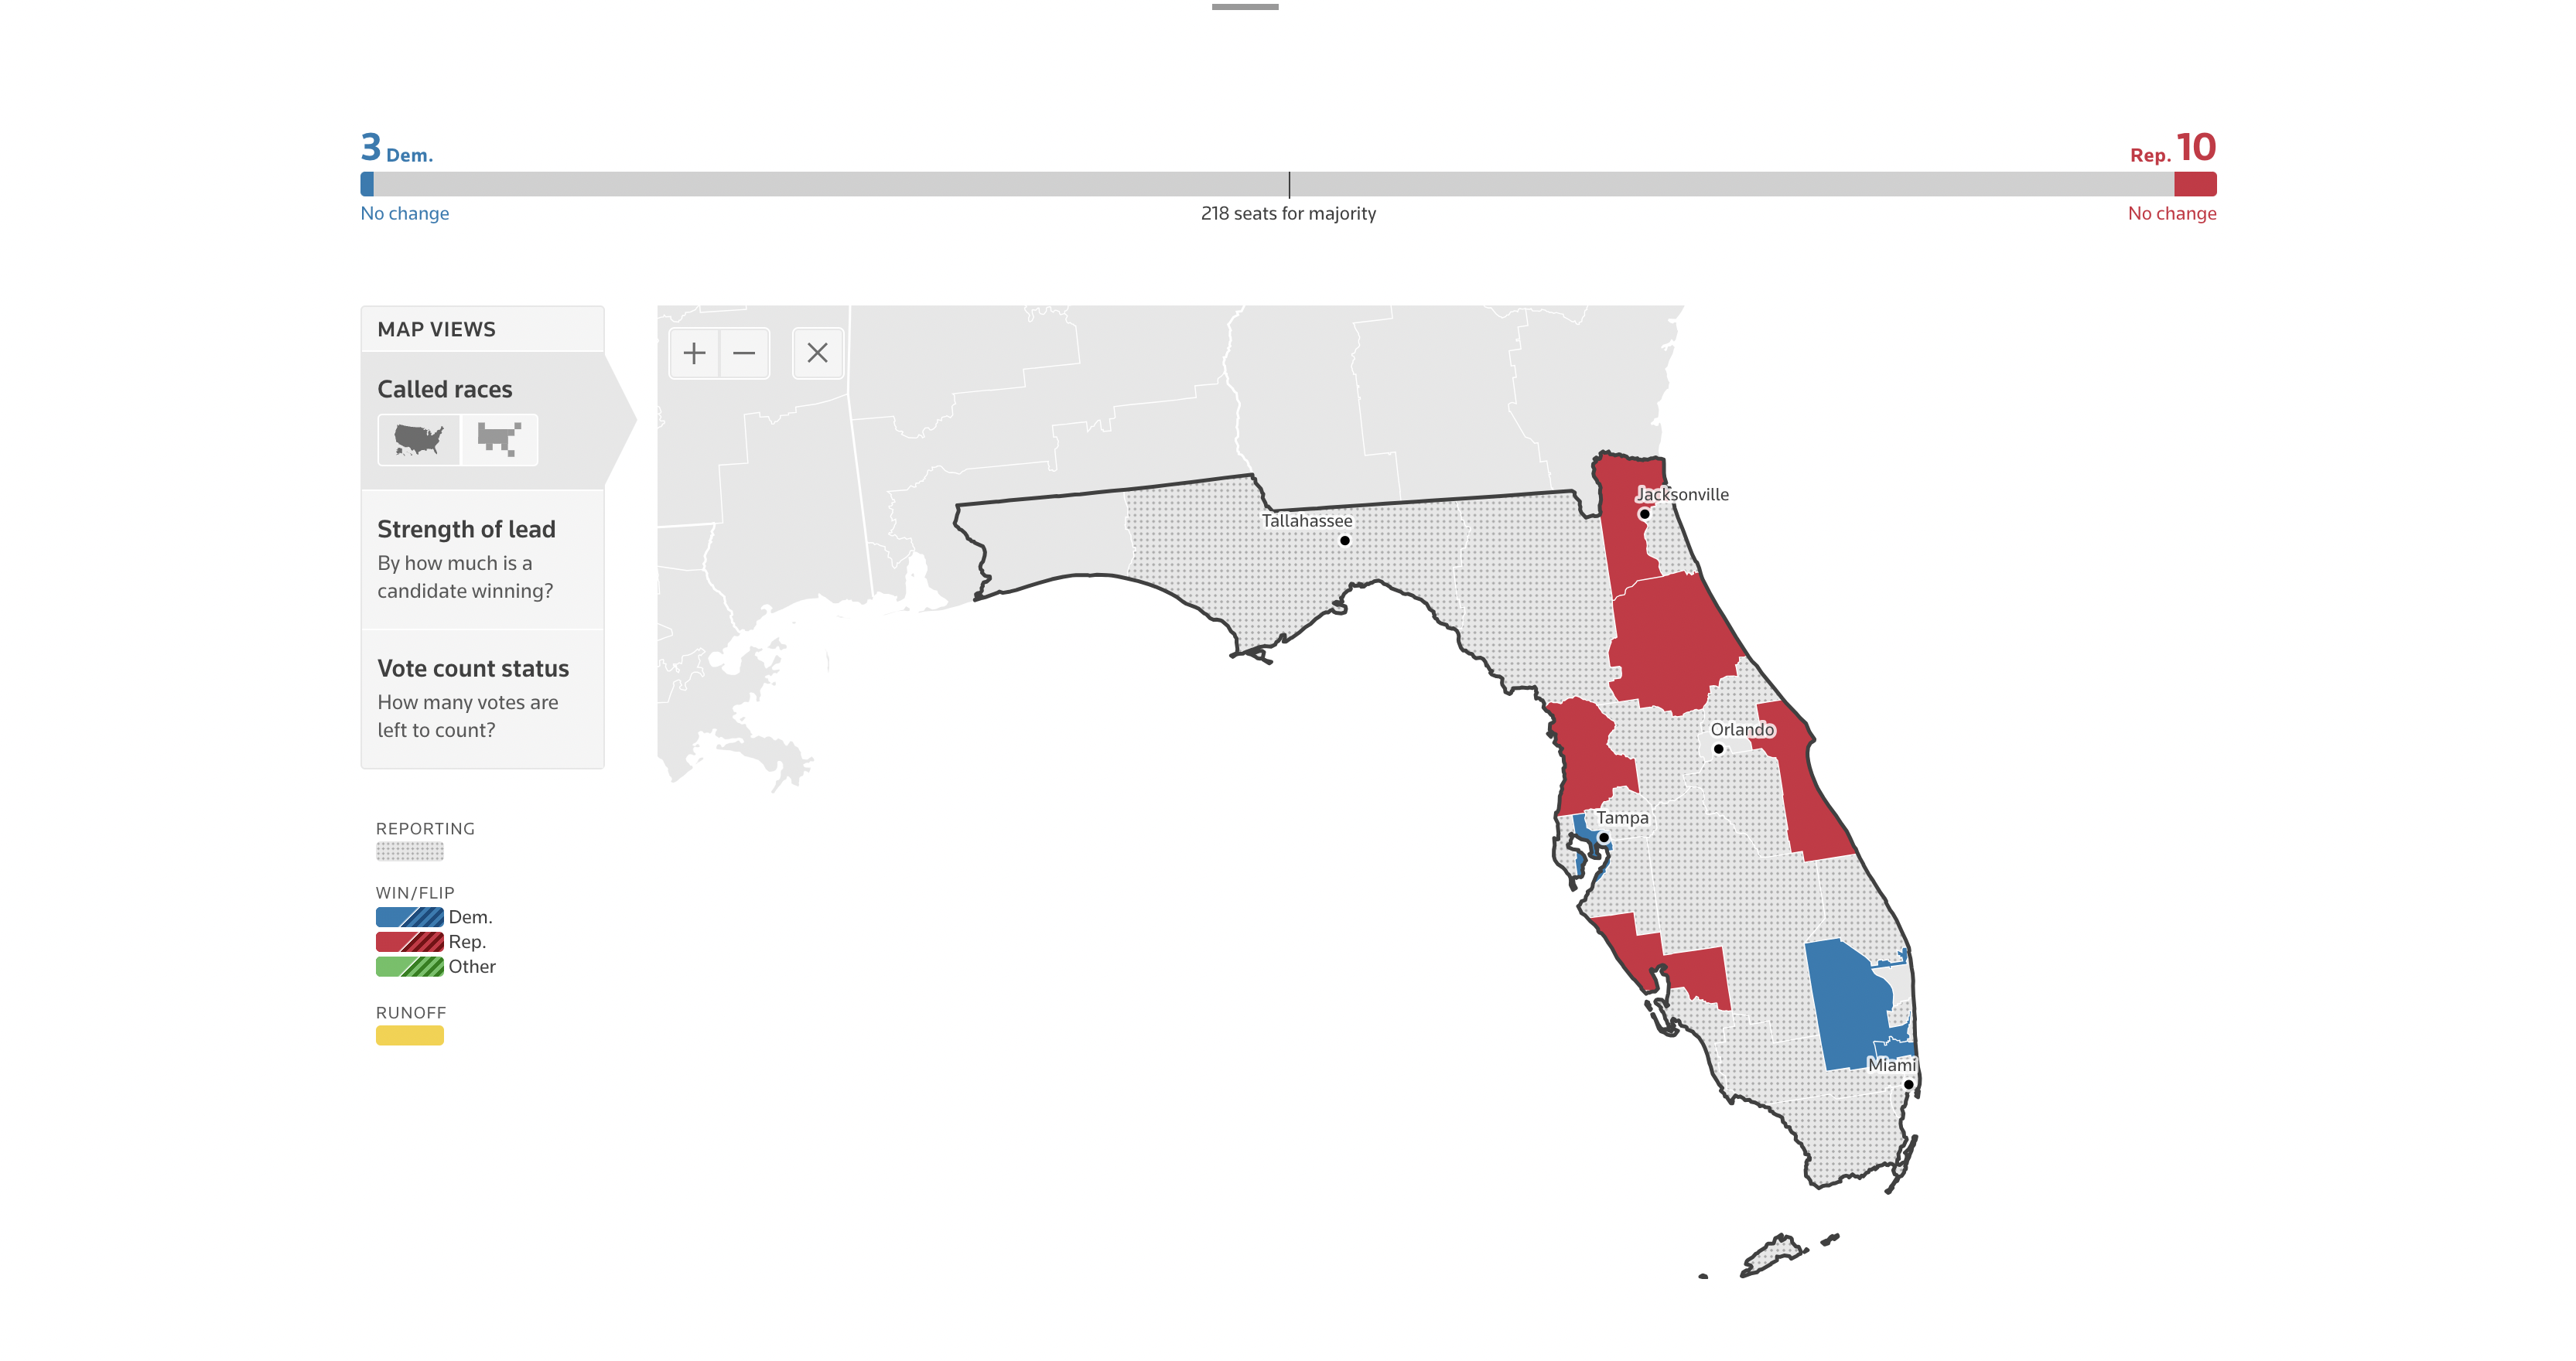 3 Dem.
Rep. 10
No change
218 seats for majority
No change
MAP VIEWS
Called races
Strength of lead
By how much is a
candidate winning?
Vote count status
How many votes are
left to count?
REPORTING
WIN/FLIP
Dem.
Rep.
Other
RUNOFF
Jacksonville
Tallahassee
Orlando
Tampa
Miami